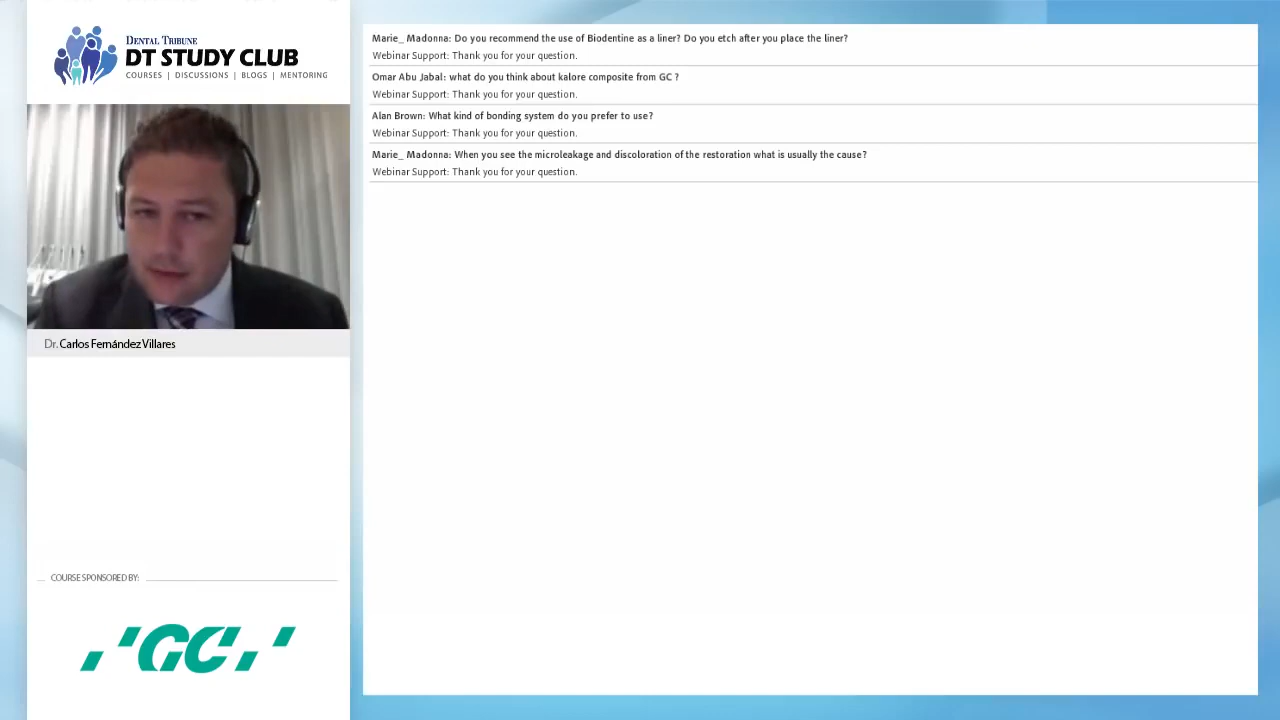 DENTAL TRIBUNE
DT STUDY CLUB
COURSES | DISCUSSIONS | BLOGS | MENTORING
Dr. Carlos Fernández Villares
COURSE SPONSORED BY:
GC
Marie_ Madonna: Do you recommend the use of Biodentine as a liner? Do you etch after you place the liner?
Webinar Support: Thank you for your question.
Omar Abu Jabal: what do you think about kalore composite from GC ?
Webinar Support: Thank you for your question.
Alan Brown: What kind of bonding system do you prefer to use?
Webinar Support: Thank you for your question.
Marie_ Madonna: When you see the microleakage and discoloration of the restoration what is usually the cause?
Webinar Support: Thank you for your question.